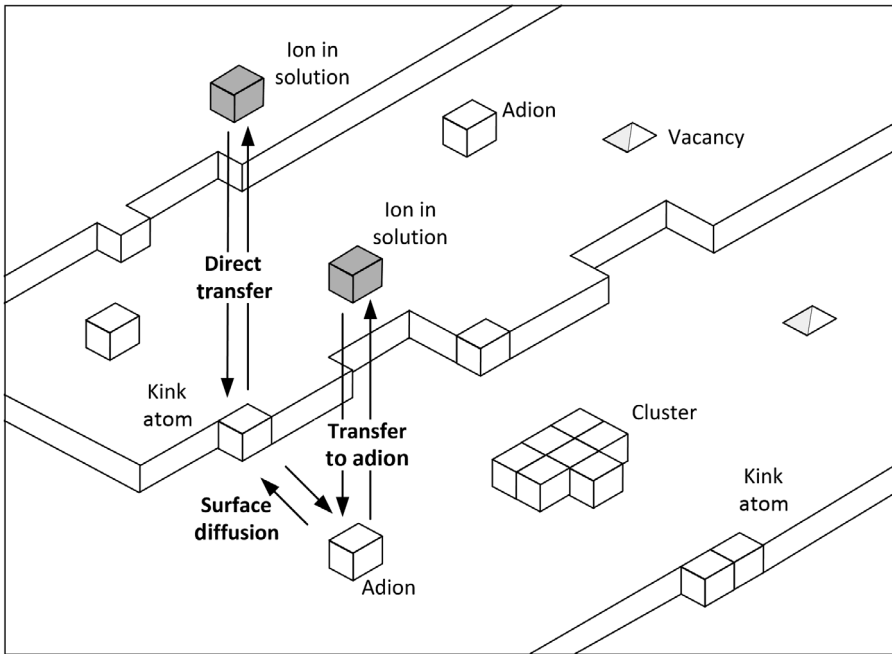 Ion in
solution
Adion
Vacancy
Ion in
solution
Direct
transfer
Kink
atom
Transfer
to adion
Cluster
Surface
diffusion
Kink
atom
Adion